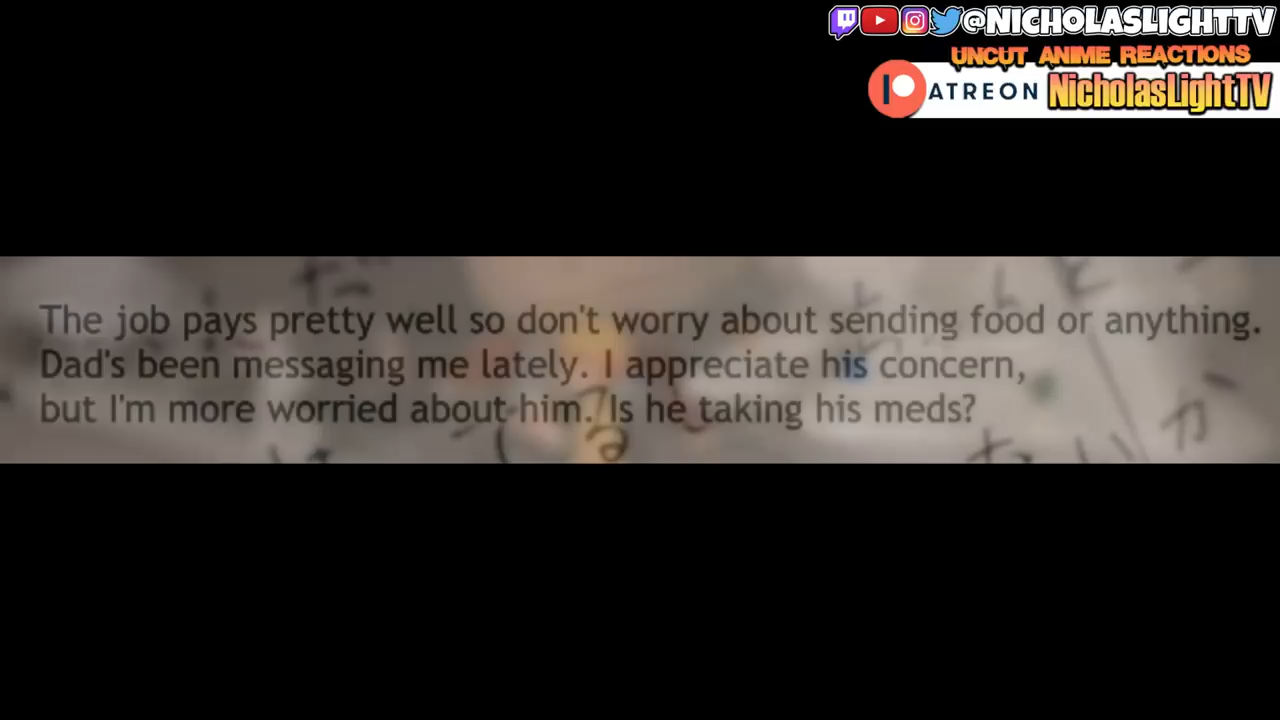 @NICHOLASLIGHTTV
UNCUT ANIME REACTIONS
PATREON NicholasLightTV
The job pays pretty well so don't worry about sending food or anything.
Dad's been messaging me lately. I appreciate his concern,
but I'm more worried about him. Is he taking his meds?